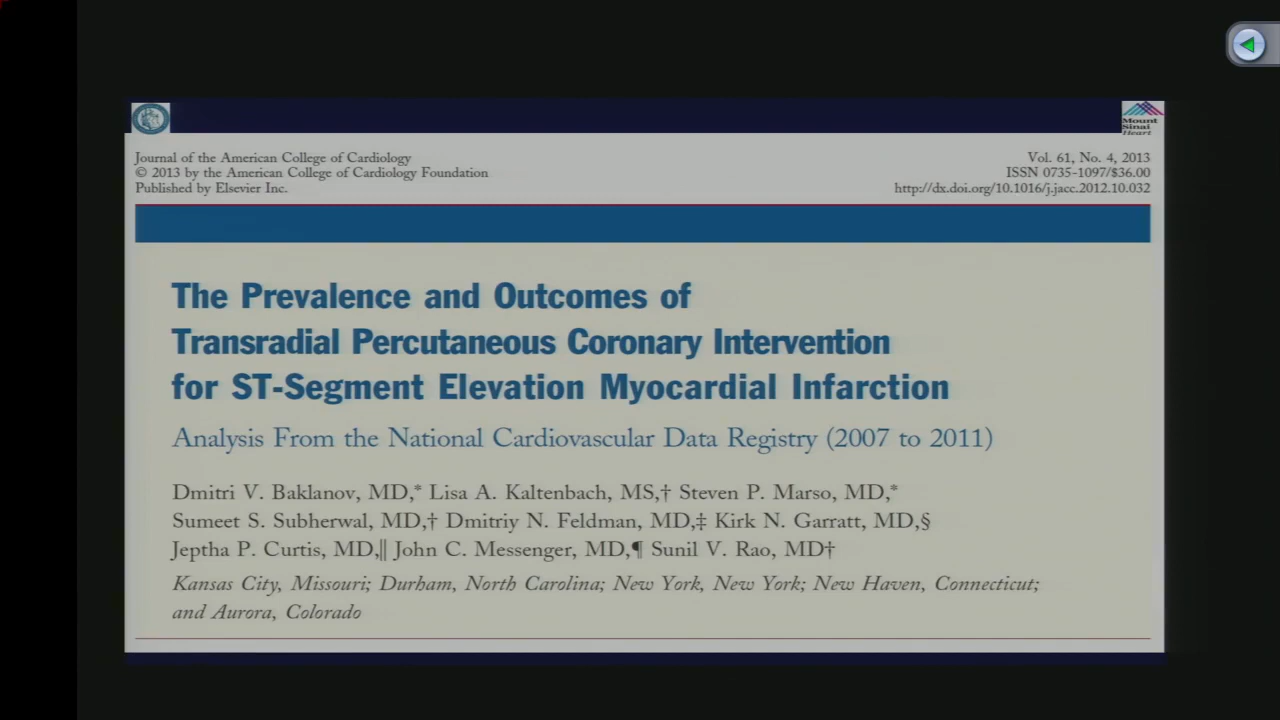 Mount
Sinai
Heart
Journal of the American College of Cardiology
© 2013 by the American College of Cardiology Foundation
Published by Elsevier Inc.
Vol. 61, No. 4, 2013
ISSN 0735-1097/$36.00
http://dx.doi.org/10.1016/j.jacc.2012.10.032
The Prevalence and Outcomes of
Transradial Percutaneous Coronary Intervention
for ST-Segment Elevation Myocardial Infarction
Analysis From the National Cardiovascular Data Registry (2007 to 2011)
Dmitri V. Baklanov, MD,* Lisa A. Kaltenbach, MS,† Steven P. Marso, MD,*
Sumeet S. Subherwal, MD,† Dmitriy N. Feldman, MD,‡ Kirk N. Garratt, MD,§
Jeptha P. Curtis, MD,‖ John C. Messenger, MD,¶ Sunil V. Rao, MD†
Kansas City, Missouri; Durham, North Carolina; New York, New York; New Haven, Connecticut;
and Aurora, Colorado